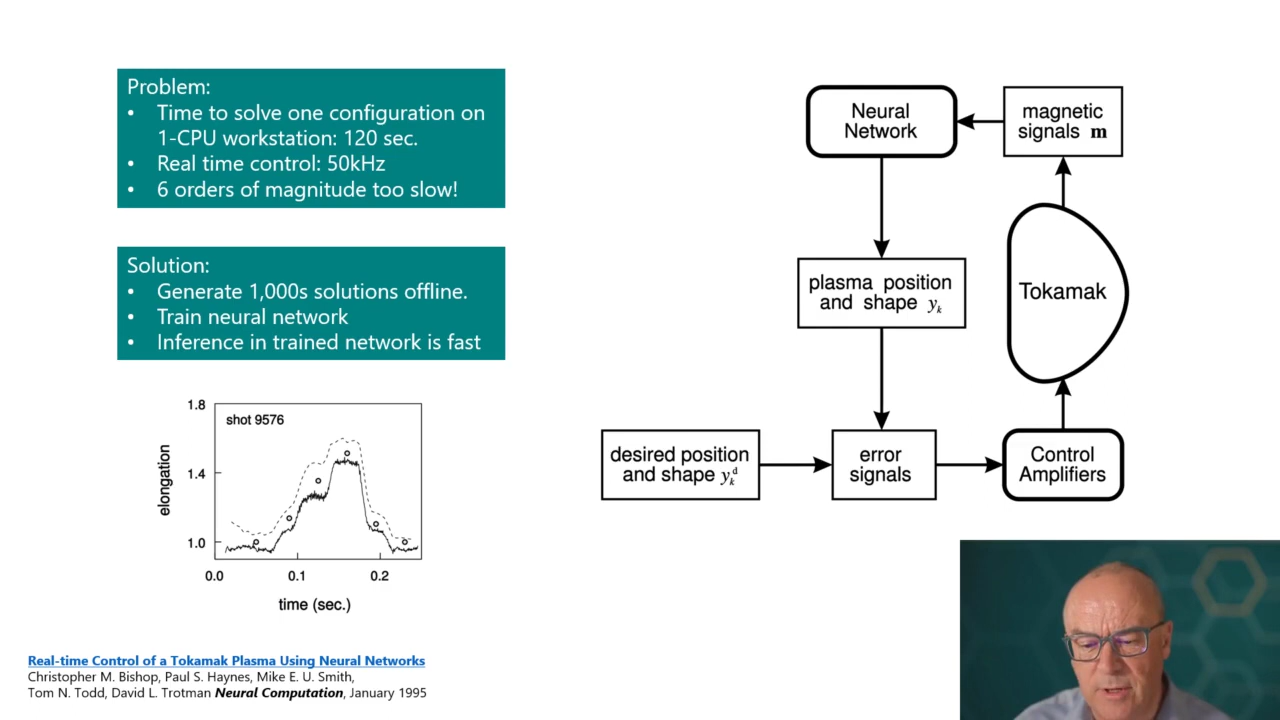 Problem:
• Time to solve one configuration on
1-CPU workstation: 120 sec.
• Real time control: 50kHz
• 6 orders of magnitude too slow!
Solution:
• Generate 1,000s solutions offline.
• Train neural network
• Inference in trained network is fast
1.8
1.4
1.0
elongation
shot 9576
0.0 0.1 0.2
time (sec.)
Real-time Control of a Tokamak Plasma Using Neural Networks
Christopher M. Bishop, Paul S. Haynes, Mike E. U. Smith,
Tom N. Todd, David L. Trotman Neural Computation, January 1995
Neural
Network
magnetic
signals m
plasma position
and shape yₖ
Tokamak
desired position
and shape yₖᵈ
error
signals
Control
Amplifiers